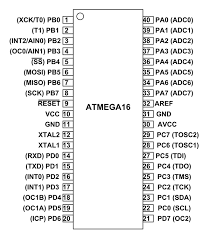 (XCK/T0) PB0 1 40 PA0 (ADC0)
(T1) PB1 2 39 PA1 (ADC1)
(INT2/AIN0) PB2 3 38 PA2 (ADC2)
(OC0/AIN1) PB3 4 37 PA3 (ADC3)
(SS) PB4 5 36 PA4 (ADC4)
(MOSI) PB5 6 35 PA5 (ADC5)
(MISO) PB6 7 34 PA6 (ADC6)
(SCK) PB7 8 33 PA7 (ADC7)
RESET 9 32 AREF
VCC 10 31 GND
GND 11 30 AVCC
XTAL2 12 29 PC7 (TOSC2)
XTAL1 13 28 PC6 (TOSC1)
(RXD) PD0 14 27 PC5 (TDI)
(TXD) PD1 15 26 PC4 (TDO)
(INT0) PD2 16 25 PC3 (TMS)
(INT1) PD3 17 24 PC2 (TCK)
(OC1B) PD4 18 23 PC1 (SDA)
(OC1A) PD5 19 22 PC0 (SCL)
(ICP) PD6 20 21 PD7 (OC2)
ATMEGA16